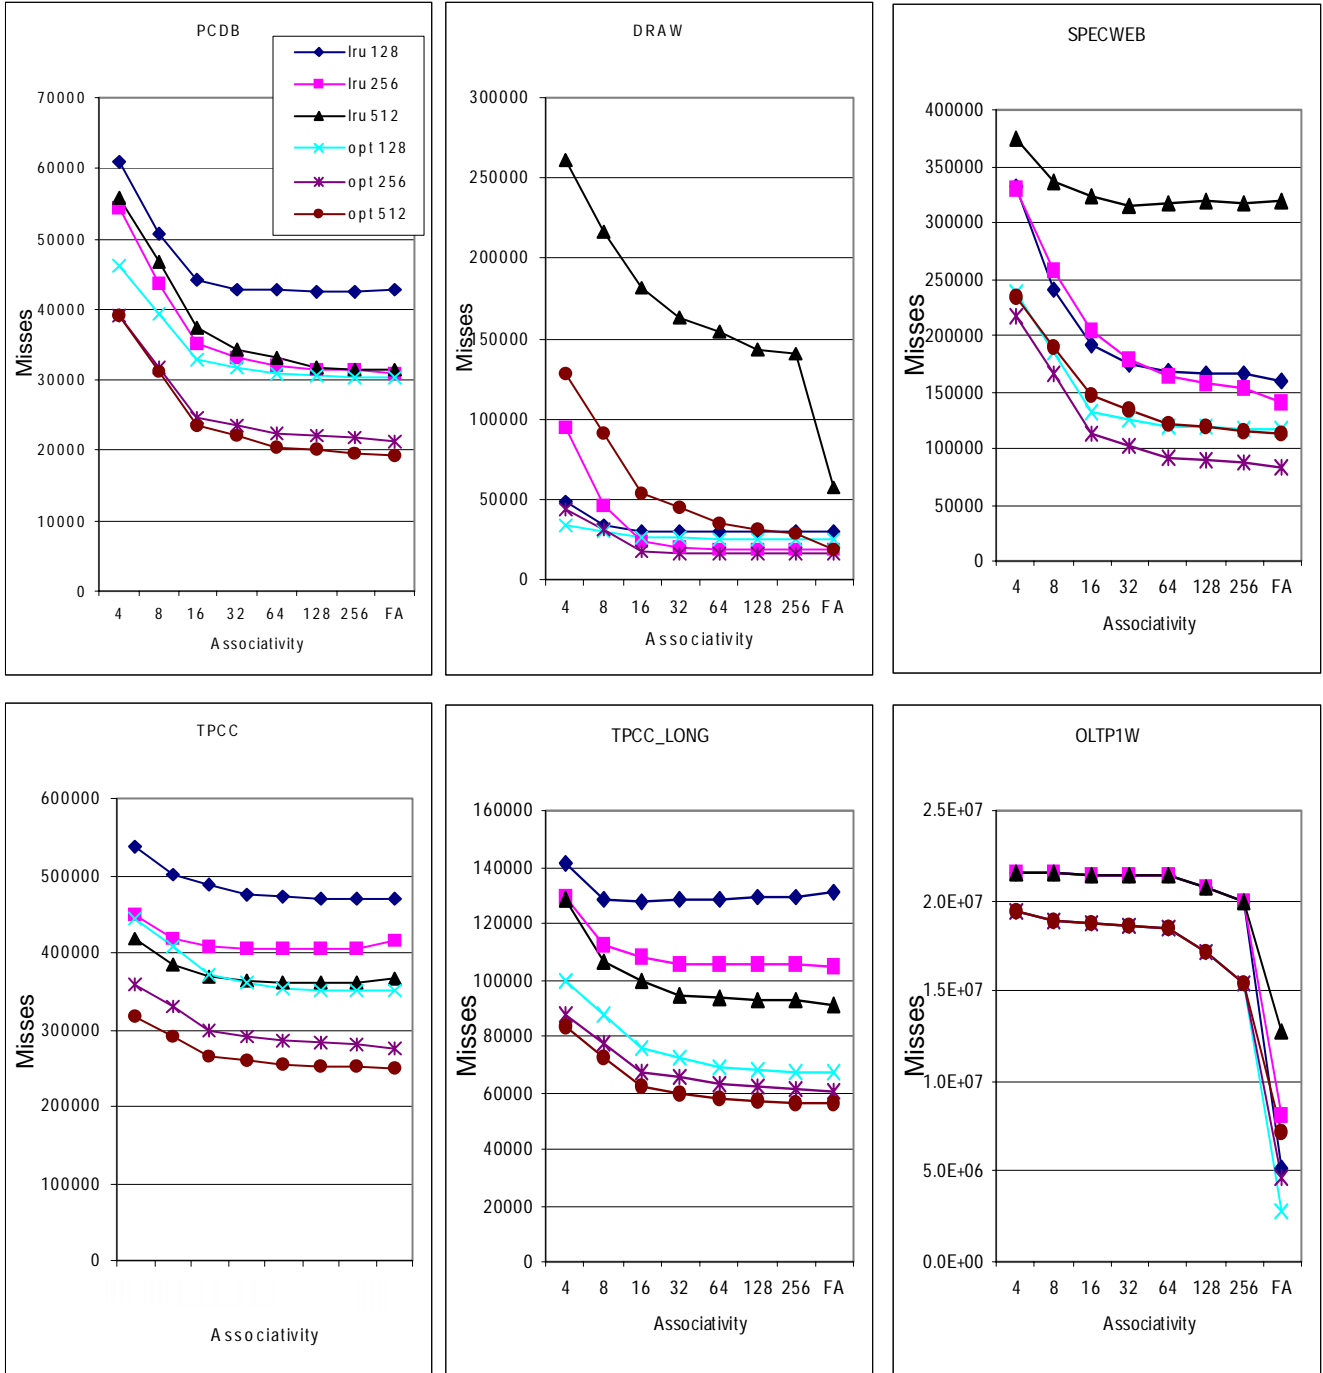 PCDB
lru 128
lru 256
lru 512
opt 128
opt 256
opt 512
70000
60000
50000
40000
30000
20000
10000
0
Misses
4 8 16 32 64 128 256 FA
Associativity
DRAW
300000
250000
200000
150000
100000
50000
0
Misses
4 8 16 32 64 128 256 FA
Associativity
SPECWEB
400000
350000
300000
250000
200000
150000
100000
50000
0
Misses
4 8 16 32 64 128 256 FA
Associativity
TPCC
600000
500000
400000
300000
200000
100000
0
Misses
Associativity
TPCC_LONG
160000
140000
120000
100000
80000
60000
40000
20000
0
Misses
4 8 16 32 64 128 256 FA
Associativity
OLTP1W
2.5E+07
2.0E+07
1.5E+07
1.0E+07
5.0E+06
0.0E+00
Misses
4 8 16 32 64 128 256 FA
Associativity